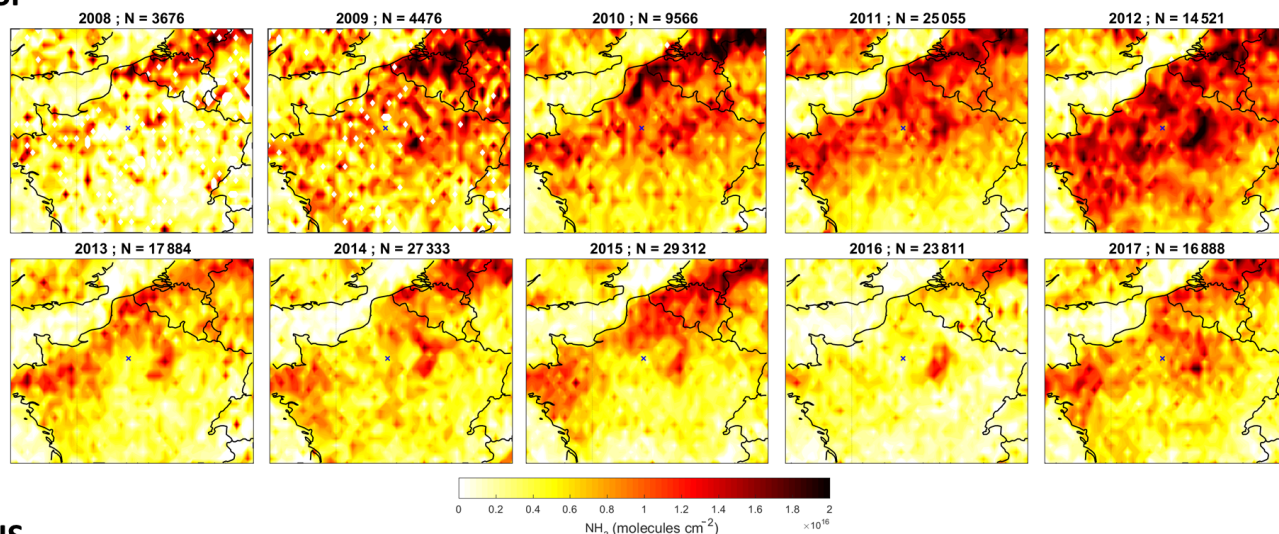 2008 ; N = 3676
2009 ; N = 4476
2010 ; N = 9566
2011 ; N = 25 055
2012 ; N = 14 521
2013 ; N = 17 884
2014 ; N = 27 333
2015 ; N = 29 312
2016 ; N = 23 811
2017 ; N = 16 888
0 0.2 0.4 0.6 0.8 1 1.2 1.4 1.6 1.8 2
×10¹⁶
NH₃ (molecules cm⁻²)